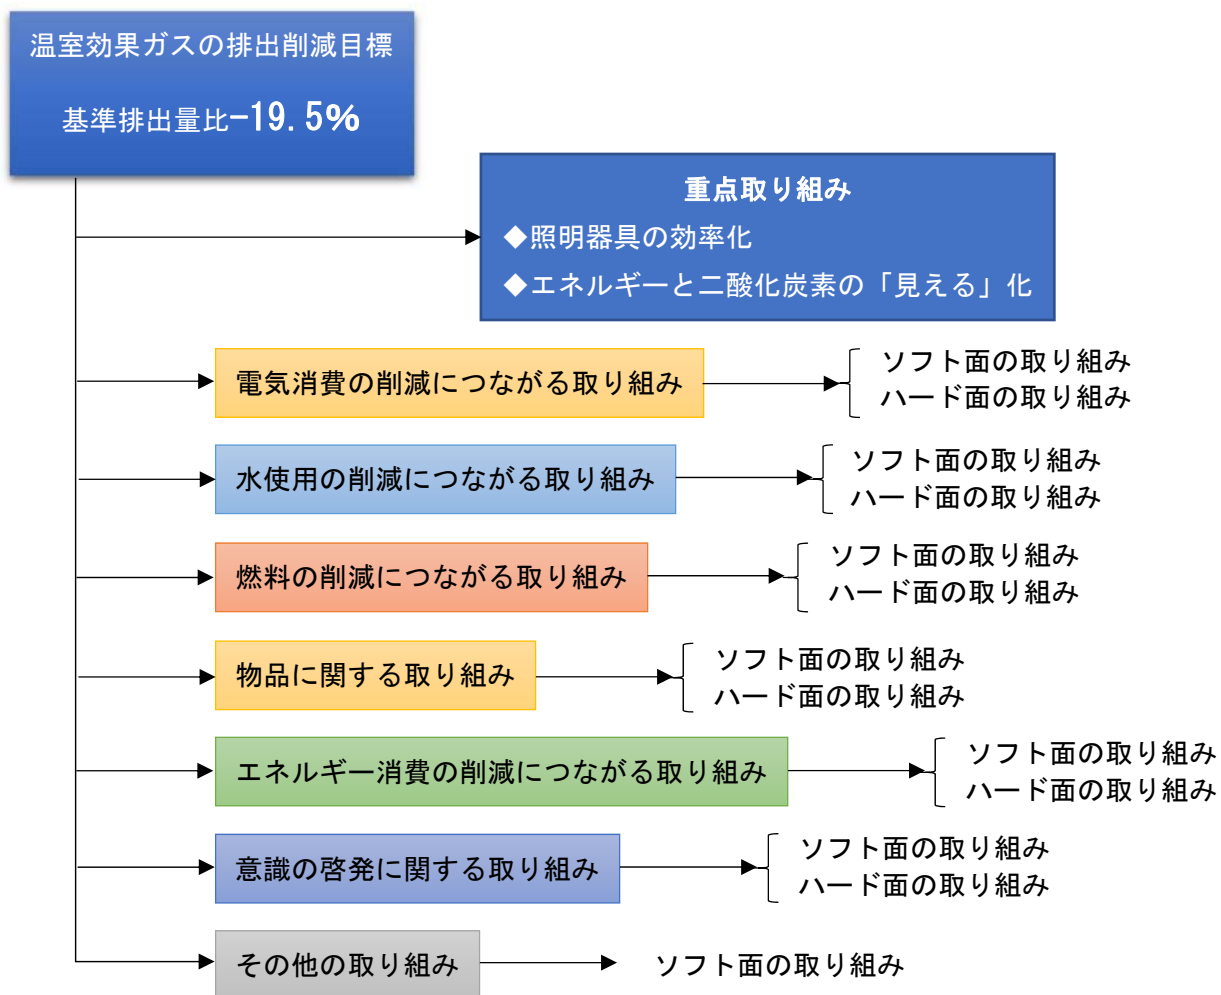 温室効果ガスの排出削減目標
基準排出量比-19.5%
重点取り組み
◆照明器具の効率化
◆エネルギーと二酸化炭素の「見える」化
電気消費の削減につながる取り組み
ソフト面の取り組み
ハード面の取り組み
水使用の削減につながる取り組み
ソフト面の取り組み
ハード面の取り組み
燃料の削減につながる取り組み
ソフト面の取り組み
ハード面の取り組み
物品に関する取り組み
ソフト面の取り組み
ハード面の取り組み
エネルギー消費の削減につながる取り組み
ソフト面の取り組み
ハード面の取り組み
意識の啓発に関する取り組み
ソフト面の取り組み
ハード面の取り組み
その他の取り組み
ソフト面の取り組み